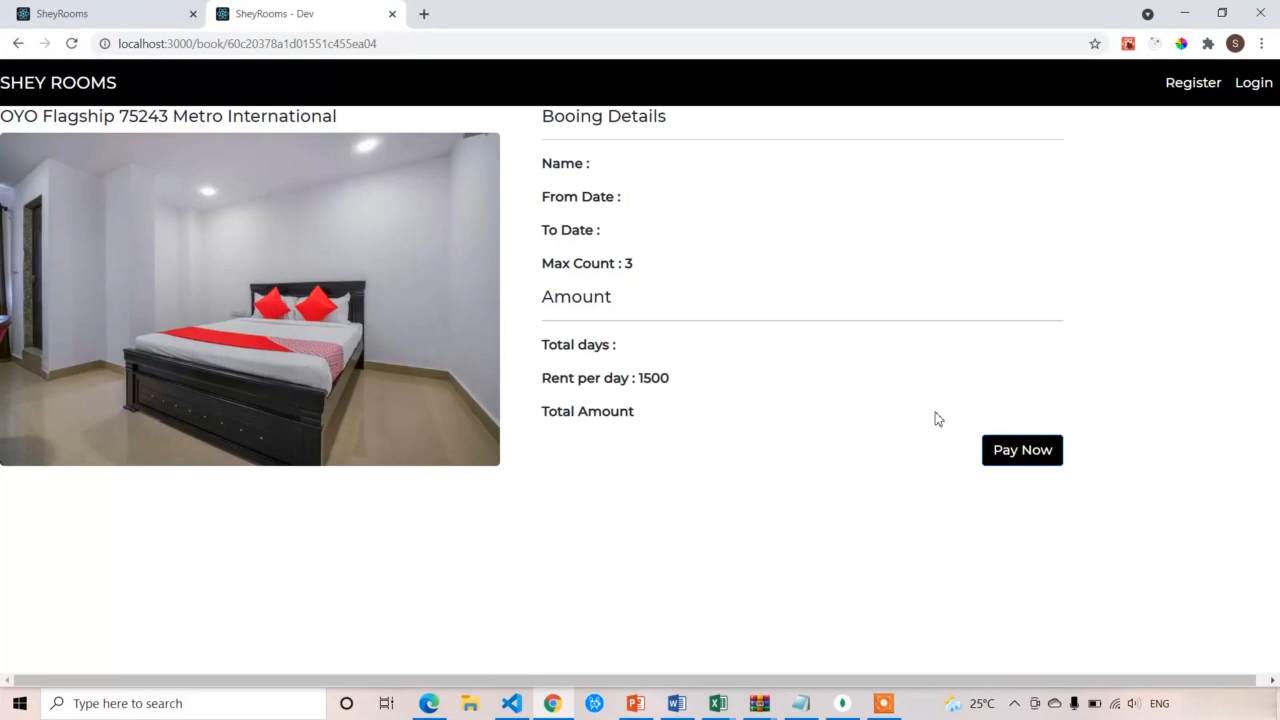 SheyRooms
SheyRooms - Dev
localhost:3000/book/60c20378a1d01551c455ea04
S
SHEY ROOMS
Register
Login
OYO Flagship 75243 Metro International
Booing Details
Name :
From Date :
To Date :
Max Count : 3
Amount
Total days :
Rent per day : 1500
Total Amount
Pay Now
Type here to search
25°C
ENG